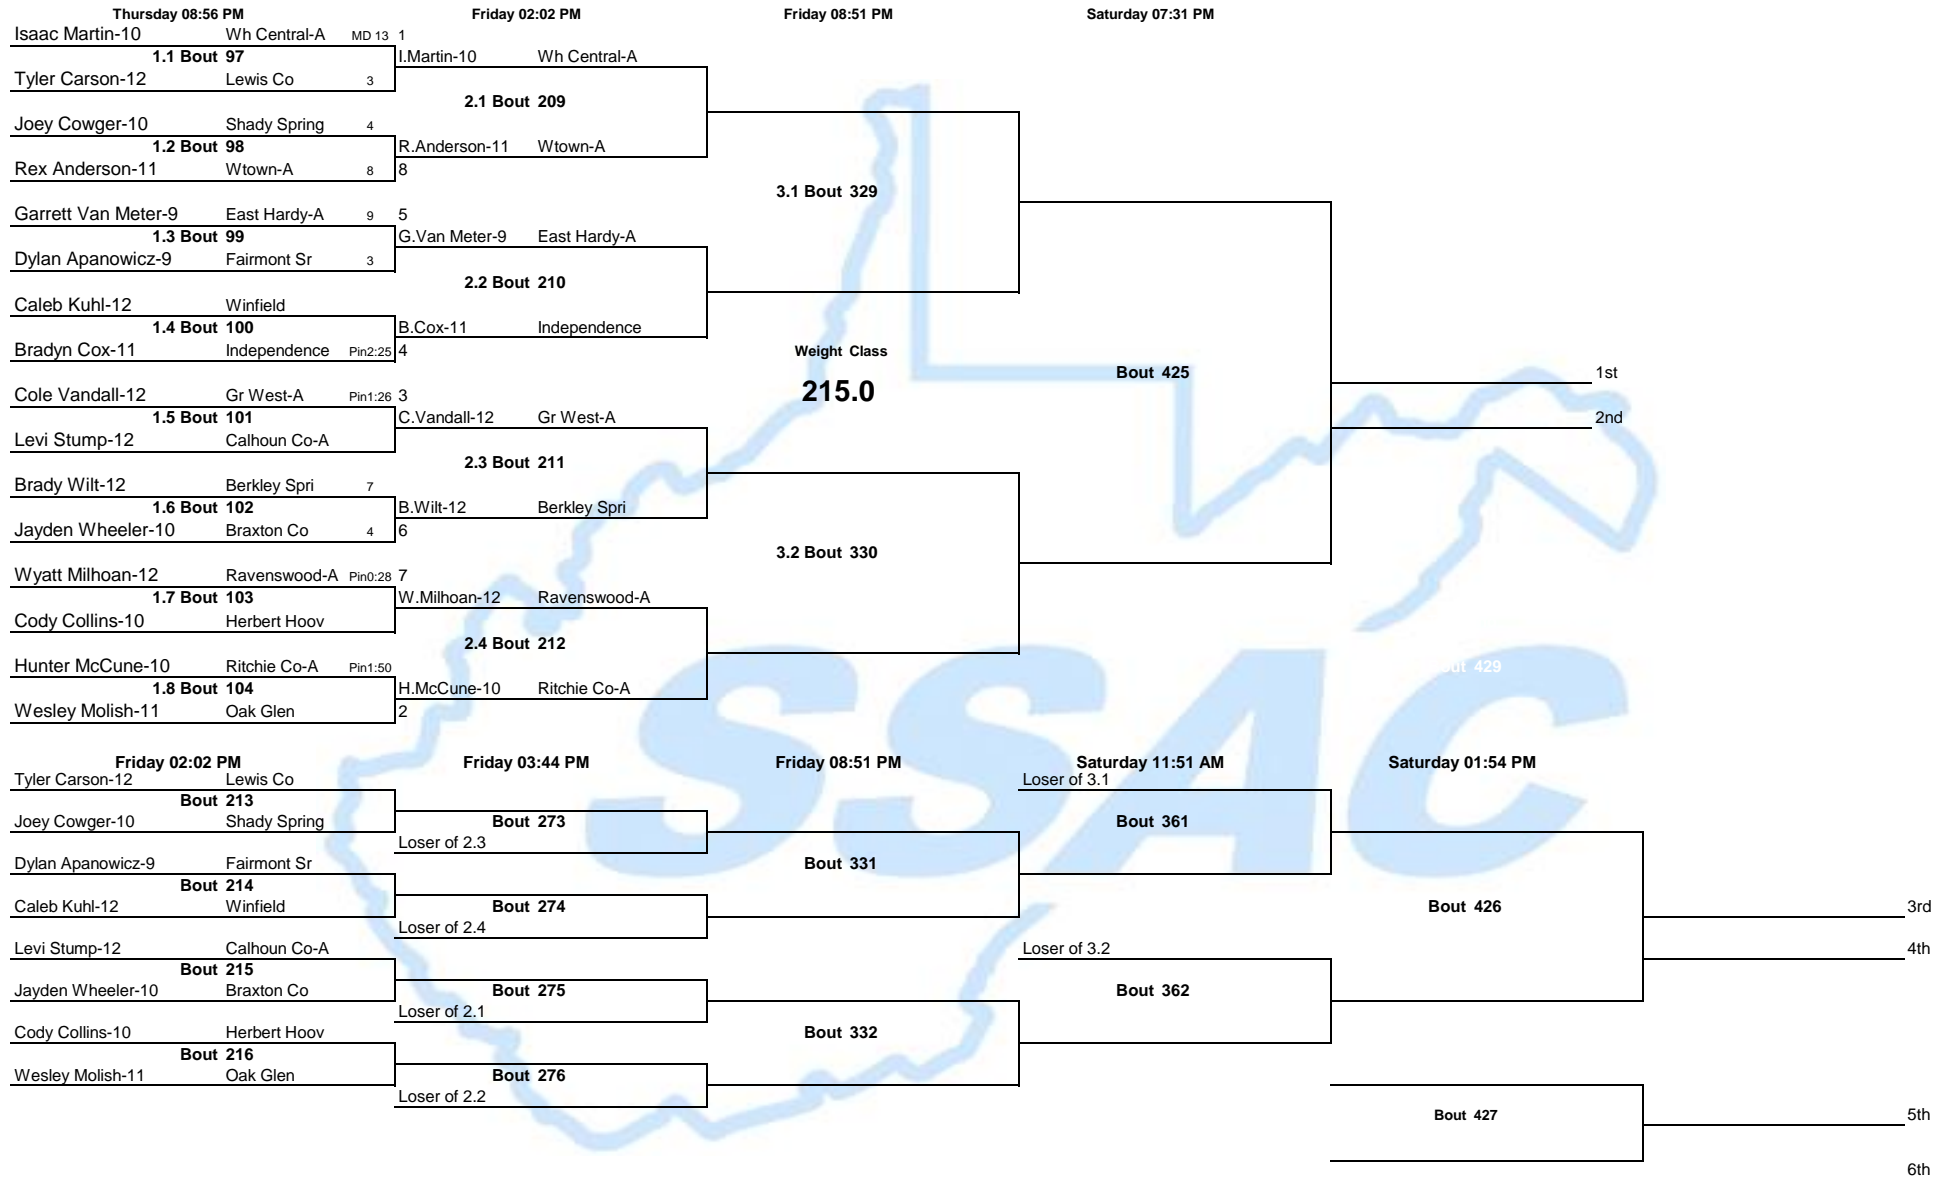 Thursday 08:56 PM Friday 02:02 PM Friday 08:51 PM Saturday 07:31 PM
Isaac Martin-10 Wh Central-A MD 13 1
1.1 Bout 97 I.Martin-10 Wh Central-A
Tyler Carson-12 Lewis Co 3
2.1 Bout 209
Joey Cowger-10 Shady Spring 4
1.2 Bout 98 R.Anderson-11 Wtown-A
Rex Anderson-11 Wtown-A 8 8
3.1 Bout 329
Garrett Van Meter-9 East Hardy-A 9 5
1.3 Bout 99 G.Van Meter-9 East Hardy-A
Dylan Apanowicz-9 Fairmont Sr 3
2.2 Bout 210
Caleb Kuhl-12 Winfield
1.4 Bout 100 B.Cox-11 Independence
Bradyn Cox-11 Independence Pin2:25 4 Weight Class
Bout 425 1st
Cole Vandall-12 Gr West-A Pin1:26 3 215.0
1.5 Bout 101 C.Vandall-12 Gr West-A 2nd
Levi Stump-12 Calhoun Co-A
2.3 Bout 211
Brady Wilt-12 Berkley Spri 7
1.6 Bout 102 B.Wilt-12 Berkley Spri
Jayden Wheeler-10 Braxton Co 4 6
3.2 Bout 330
Wyatt Milhoan-12 Ravenswood-A Pin0:28 7
1.7 Bout 103 W.Milhoan-12 Ravenswood-A
Cody Collins-10 Herbert Hoov
2.4 Bout 212
Hunter McCune-10 Ritchie Co-A Pin1:50 429
1.8 Bout 104 H.McCune-10 Ritchie Co-A
Wesley Molish-11 Oak Glen 2
SSAC
Friday 02:02 PM Friday 03:44 PM Friday 08:51 PM Saturday 11:51 AM Saturday 01:54 PM
Tyler Carson-12 Lewis Co Loser of 3.1
Bout 213
Joey Cowger-10 Shady Spring Bout 273 Bout 361
Loser of 2.3
Dylan Apanowicz-9 Fairmont Sr Bout 331
Bout 214
Caleb Kuhl-12 Winfield Bout 274 Bout 426 3rd
Loser of 2.4
Levi Stump-12 Calhoun Co-A Loser of 3.2 4th
Bout 215
Jayden Wheeler-10 Braxton Co Bout 275 Bout 362
Loser of 2.1
Cody Collins-10 Herbert Hoov Bout 332
Bout 216
Wesley Molish-11 Oak Glen Bout 276
Loser of 2.2
Bout 427 5th
6th